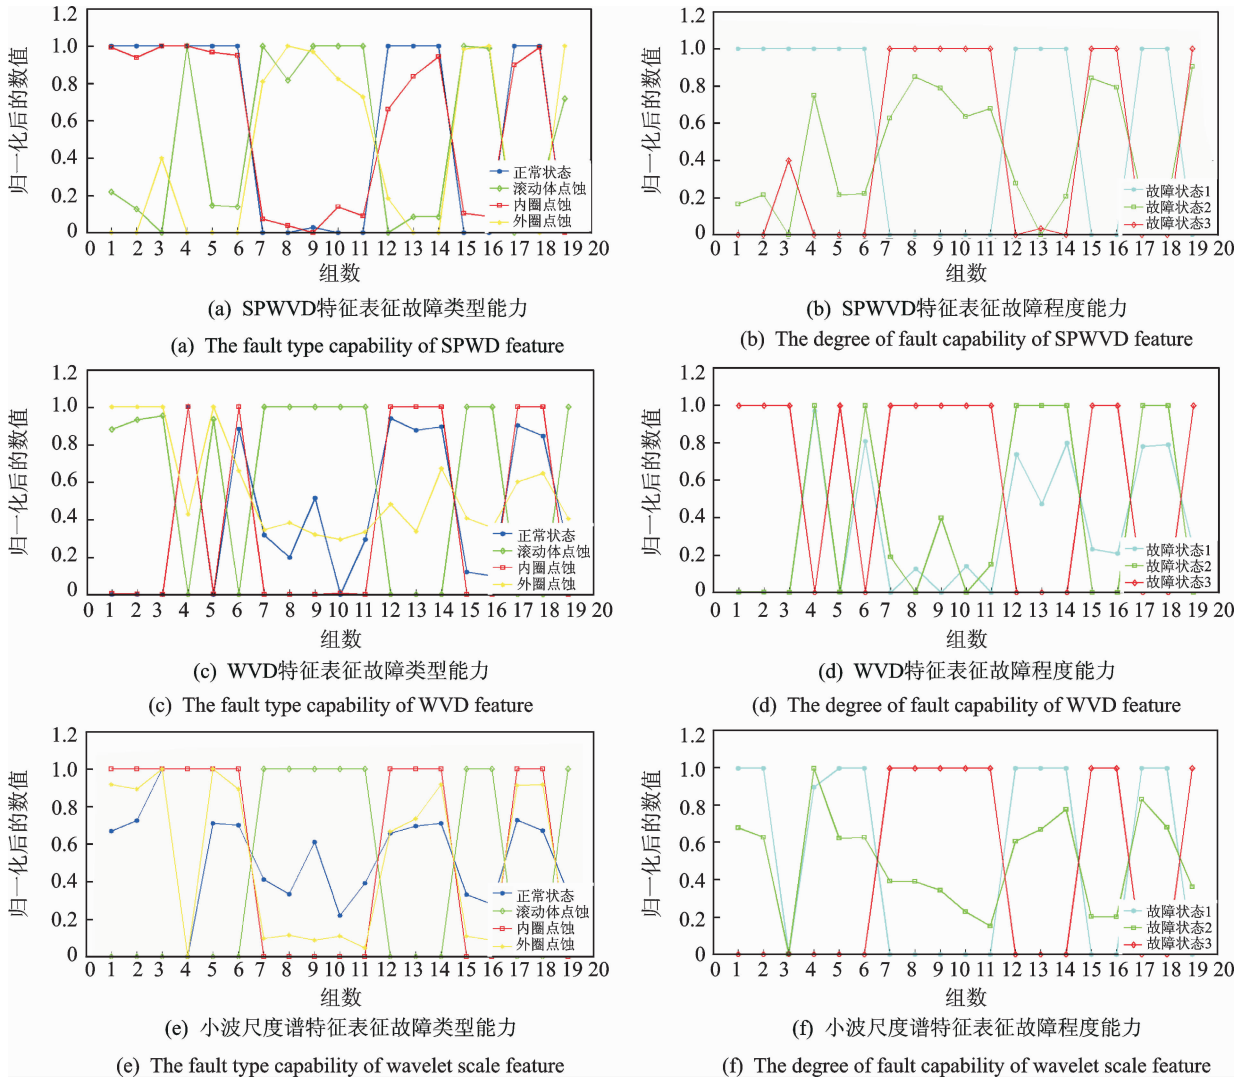 1.2
1.0
0.8
0.6
0.4
0.2
0
归一化后的数值
正常状态
滚动体点蚀
内圈点蚀
外圈点蚀
0 1 2 3 4 5 6 7 8 9 10 11 12 13 14 15 16 17 18 19 20
组数
(a) SPWVD特征表征故障类型能力
(a) The fault type capability of SPWD feature
1.2
1.0
0.8
0.6
0.4
0.2
0
归一化后的数值
故障状态1
故障状态2
故障状态3
0 1 2 3 4 5 6 7 8 9 10 11 12 13 14 15 16 17 18 19 20
组数
(b) SPWVD特征表征故障程度能力
(b) The degree of fault capability of SPWVD feature
1.2
1.0
0.8
0.6
0.4
0.2
0
归一化后的数值
正常状态
滚动体点蚀
内圈点蚀
外圈点蚀
0 1 2 3 4 5 6 7 8 9 10 11 12 13 14 15 16 17 18 19 20
组数
(c) WVD特征表征故障类型能力
(c) The fault type capability of WVD feature
1.2
1.0
0.8
0.6
0.4
0.2
0
归一化后的数值
故障状态1
故障状态2
故障状态3
0 1 2 3 4 5 6 7 8 9 10 11 12 13 14 15 16 17 18 19 20
组数
(d) WVD特征表征故障程度能力
(d) The degree of fault capability of WVD feature
1.2
1.0
0.8
0.6
0.4
0.2
0
归一化后的数值
正常状态
滚动体点蚀
内圈点蚀
外圈点蚀
0 1 2 3 4 5 6 7 8 9 10 11 12 13 14 15 16 17 18 19 20
组数
(e) 小波尺度谱特征表征故障类型能力
(e) The fault type capability of wavelet scale feature
1.2
1.0
0.8
0.6
0.4
0.2
0
归一化后的数值
故障状态1
故障状态2
故障状态3
0 1 2 3 4 5 6 7 8 9 10 11 12 13 14 15 16 17 18 19 20
组数
(f) 小波尺度谱特征表征故障程度能力
(f) The degree of fault capability of wavelet scale feature